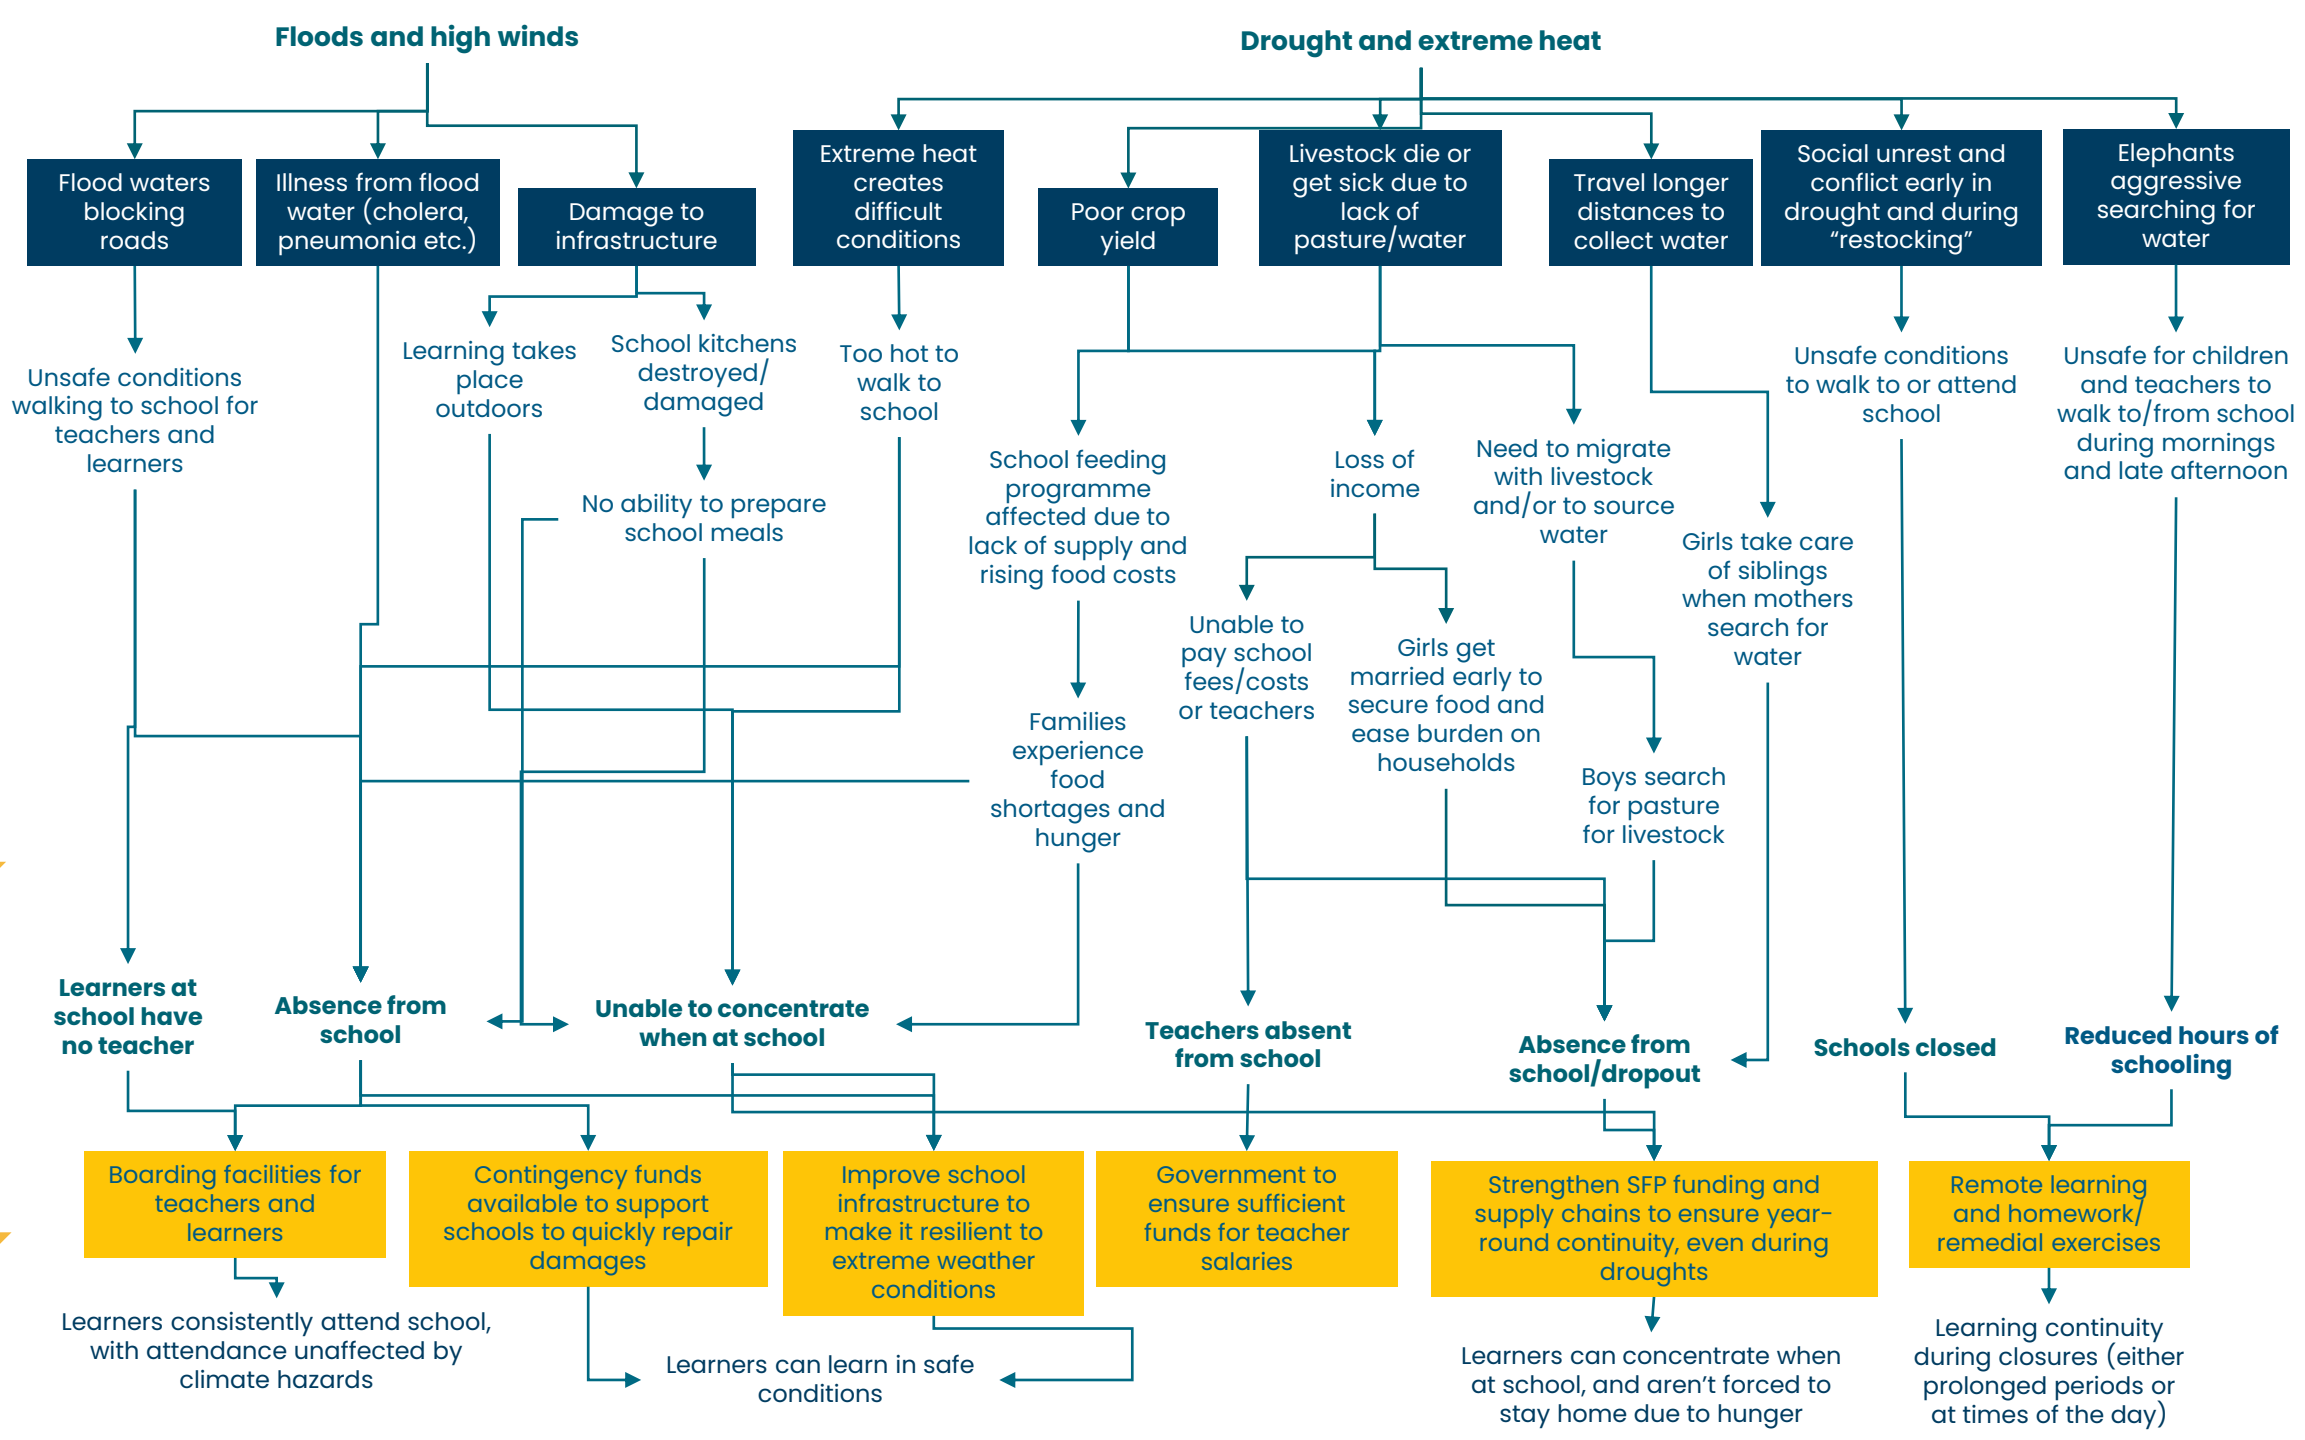 Floods and high winds
Drought and extreme heat
Flood waters
blocking
roads
Illness from flood
water (cholera,
pneumonia etc.)
Damage to
infrastructure
Extreme heat
creates
difficult
conditions
Poor crop
yield
Livestock die or
get sick due to
lack of
pasture/water
Travel longer
distances to
collect water
Social unrest and
conflict early in
drought and during
“restocking”
Elephants
aggressive
searching for
water
Unsafe conditions
walking to school for
teachers and
learners
Learning takes
place
outdoors
School kitchens
destroyed/
damaged
Too hot to
walk to
school
No ability to prepare
school meals
School feeding
programme
affected due to
lack of supply and
rising food costs
Loss of
income
Need to migrate
with livestock
and/or to source
water
Girls take care
of siblings
when mothers
search for
water
Unsafe conditions
to walk to or attend
school
Unsafe for children
and teachers to
walk to/from school
during mornings
and late afternoon
Families
experience
food
shortages and
hunger
Unable to
pay school
fees/costs
or teachers
Girls get
married early to
secure food and
ease burden on
households
Boys search
for pasture
for livestock
Learners at
school have
no teacher
Absence from
school
Unable to concentrate
when at school
Teachers absent
from school
Absence from
school/dropout
Schools closed
Reduced hours of
schooling
Boarding facilities for
teachers and
learners
Contingency funds
available to support
schools to quickly repair
damages
Improve school
infrastructure to
make it resilient to
extreme weather
conditions
Government to
ensure sufficient
funds for teacher
salaries
Strengthen SFP funding and
supply chains to ensure year-
round continuity, even during
droughts
Remote learning
and homework/
remedial exercises
Learners consistently attend school,
with attendance unaffected by
climate hazards
Learners can learn in safe
conditions
Learners can concentrate when
at school, and aren’t forced to
stay home due to hunger
Learning continuity
during closures (either
prolonged periods or
at times of the day)